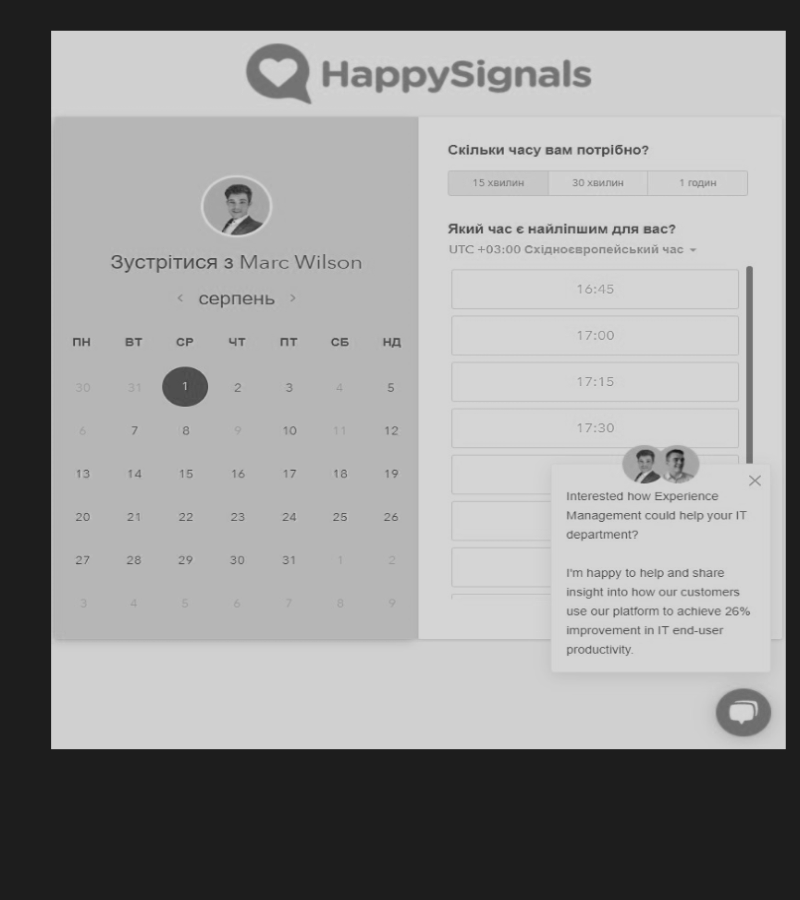 HappySignals
Зустрітися з Marc Wilson
серпень
ПН ВТ СР ЧТ ПТ СБ НД
30 31 1 2 3 4 5
6 7 8 9 10 11 12
13 14 15 16 17 18 19
20 21 22 23 24 25 26
27 28 29 30 31 1 2
3 4 5 6 7 8 9
Скільки часу вам потрібно?
15 хвилин 30 хвилин 1 годин
Який час є найліпшим для вас?
UTC +03:00 Східноєвропейський час
16:45
17:00
17:15
17:30
Interested how Experience
Management could help your IT
department?
I'm happy to help and share
insight into how our customers
use our platform to achieve 26%
improvement in IT end-user
productivity.